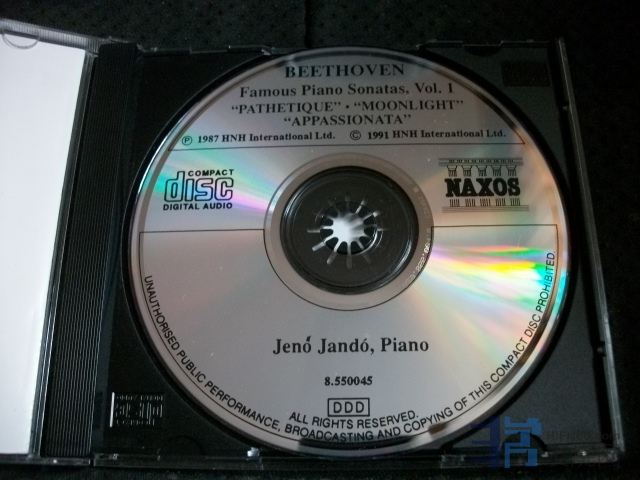 BEETHOVEN
Famous Piano Sonatas, Vol. I
"PATHETIQUE" · "MOONLIGHT"
"APPASSIONATA"
℗ 1987 HNH International Ltd. © 1991 HNH International Ltd.
COMPACT
disc
DIGITAL AUDIO
NAXOS
Jenő Jandó, Piano
8.550045
DDD
ALL RIGHTS RESERVED.
UNAUTHORISED PUBLIC PERFORMANCE, BROADCASTING AND COPYING OF THIS COMPACT DISC PROHIBITED